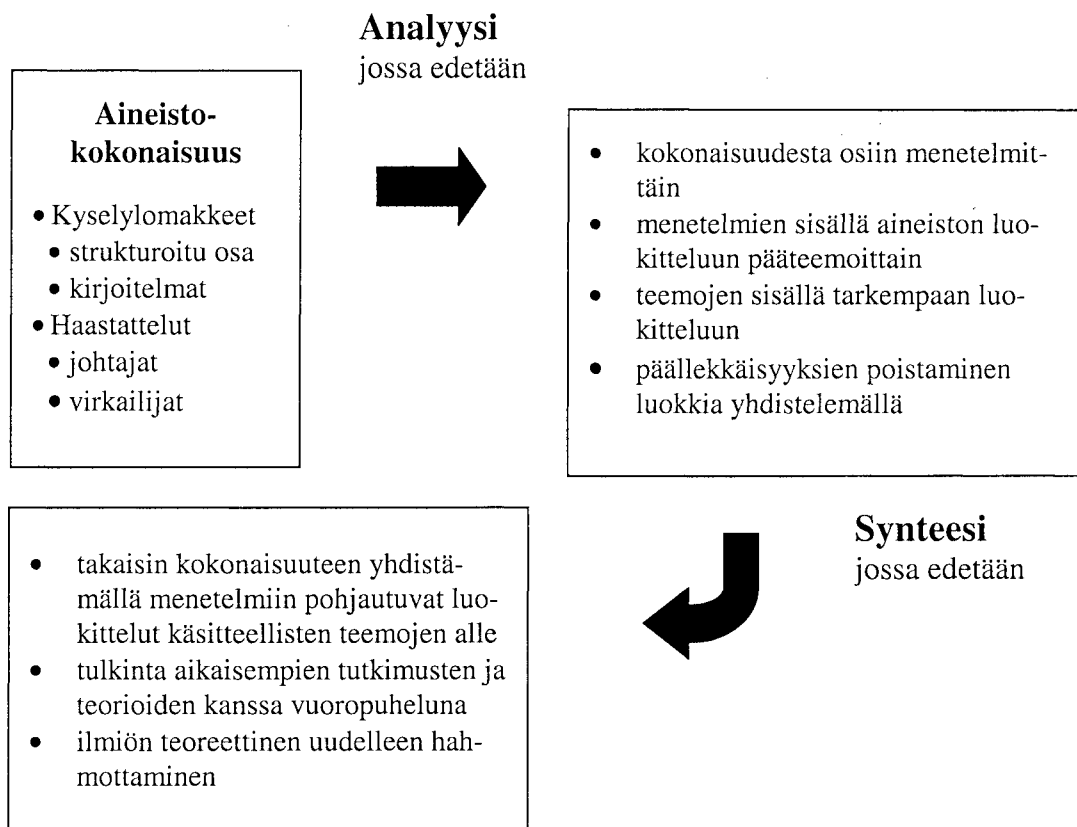 Analyysi
jossa edetään
Aineisto-
kokonaisuus
• Kyselylomakkeet
• strukturoitu osa
• kirjoitelmat
• Haastattelut
• johtajat
• virkailijat
• kokonaisuudesta osiin menetelmit-
täin
• menetelmien sisällä aineiston luo-
kitteluun pääteemoittain
• teemojen sisällä tarkempaan luo-
kitteluun
• päällekkäisyyksien poistaminen
luokkia yhdistelemällä
Synteesi
jossa edetään
• takaisin kokonaisuuteen yhdistä-
mällä menetelmiin pohjautuvat luo-
kittelut käsitteellisten teemojen alle
• tulkinta aikaisempien tutkimusten ja
teorioiden kanssa vuoropuheluna
• ilmiön teoreettinen uudelleen hah-
mottaminen